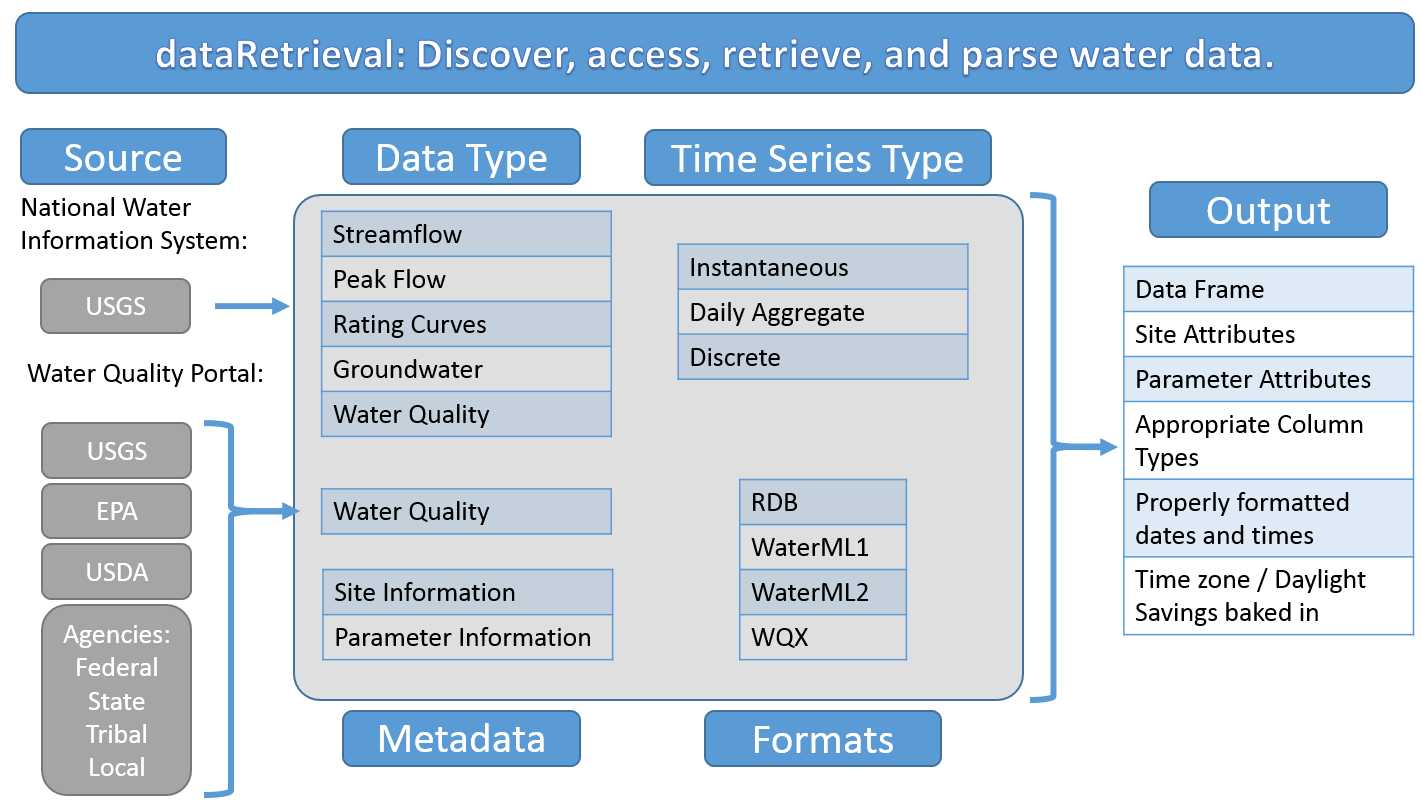 dataRetrieval: Discover, access, retrieve, and parse water data.
Source
National Water
Information System:
USGS
Water Quality Portal:
USGS
EPA
USDA
Agencies:
Federal
State
Tribal
Local
Data Type
Streamflow
Peak Flow
Rating Curves
Groundwater
Water Quality
Water Quality
Site Information
Parameter Information
Metadata
Time Series Type
Instantaneous
Daily Aggregate
Discrete
RDB
WaterML1
WaterML2
WQX
Formats
Output
Data Frame
Site Attributes
Parameter Attributes
Appropriate Column
Types
Properly formatted
dates and times
Time zone / Daylight
Savings baked in